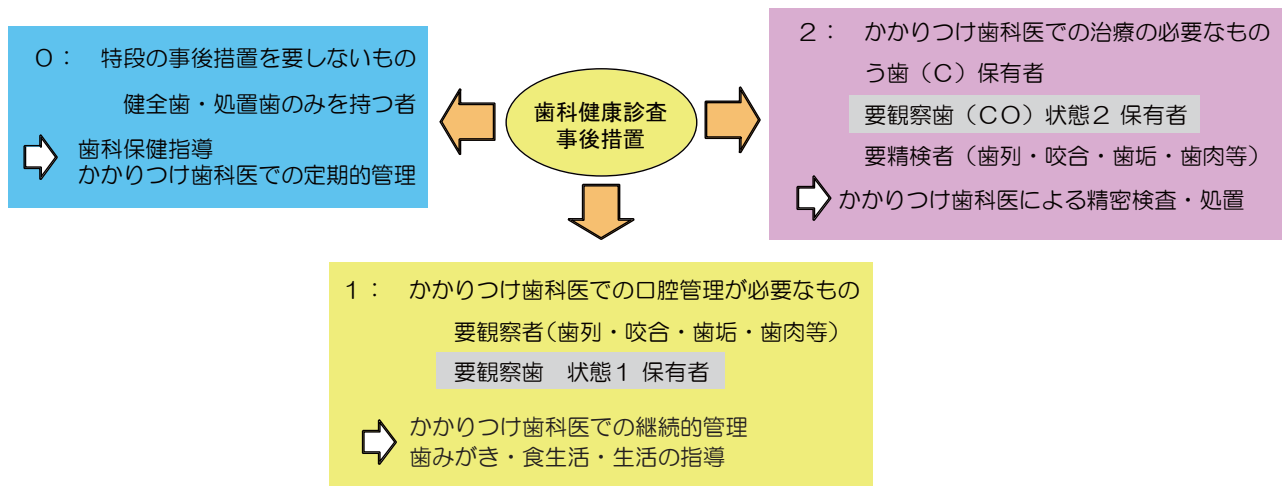 歯科健康診査
事後措置
0： 特段の事後措置を要しないもの
健全歯・処置歯のみを持つ者
歯科保健指導
かかりつけ歯科医での定期的管理
1： かかりつけ歯科医での口腔管理が必要なもの
要観察者（歯列・咬合・歯垢・歯肉等）
要観察歯 状態1 保有者
かかりつけ歯科医での継続的管理
歯みがき・食生活・生活の指導
2： かかりつけ歯科医での治療の必要なもの
う歯（C）保有者
要観察歯（CO）状態2 保有者
要精検者（歯列・咬合・歯垢・歯肉等）
かかりつけ歯科医による精密検査・処置